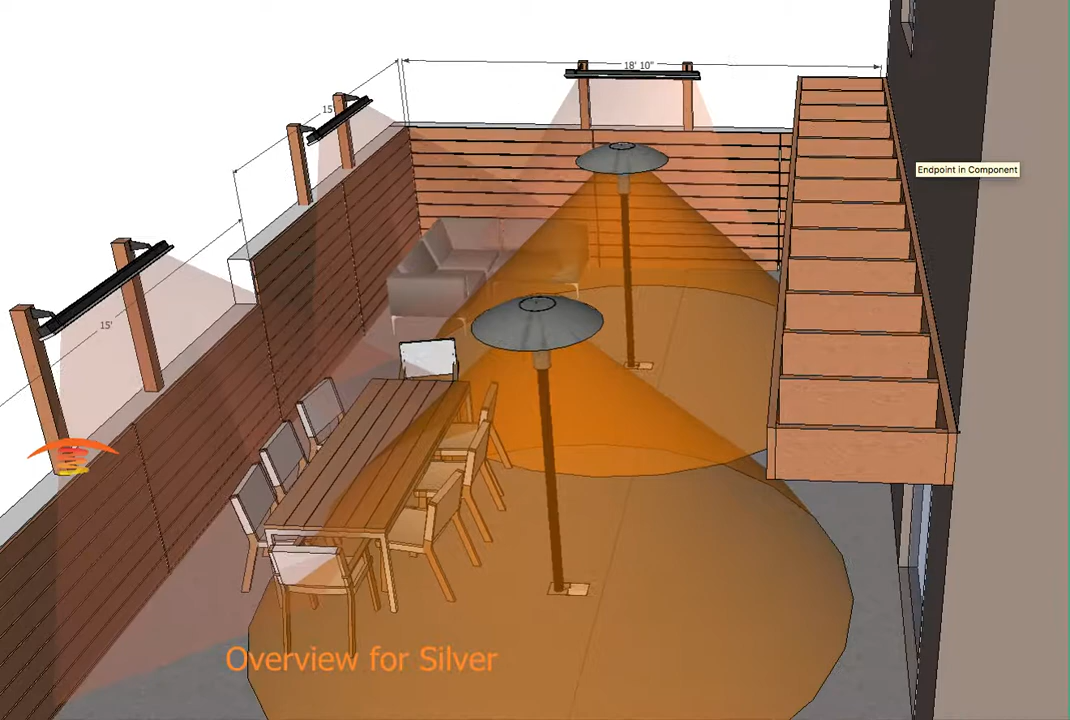 18' 10"
15'
Endpoint in Component
15'
Overview for Silver